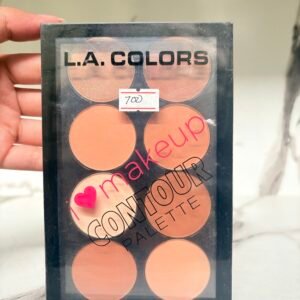 L.A. COLORS
700
i ♥ makeup
CONTOUR
PALETTE